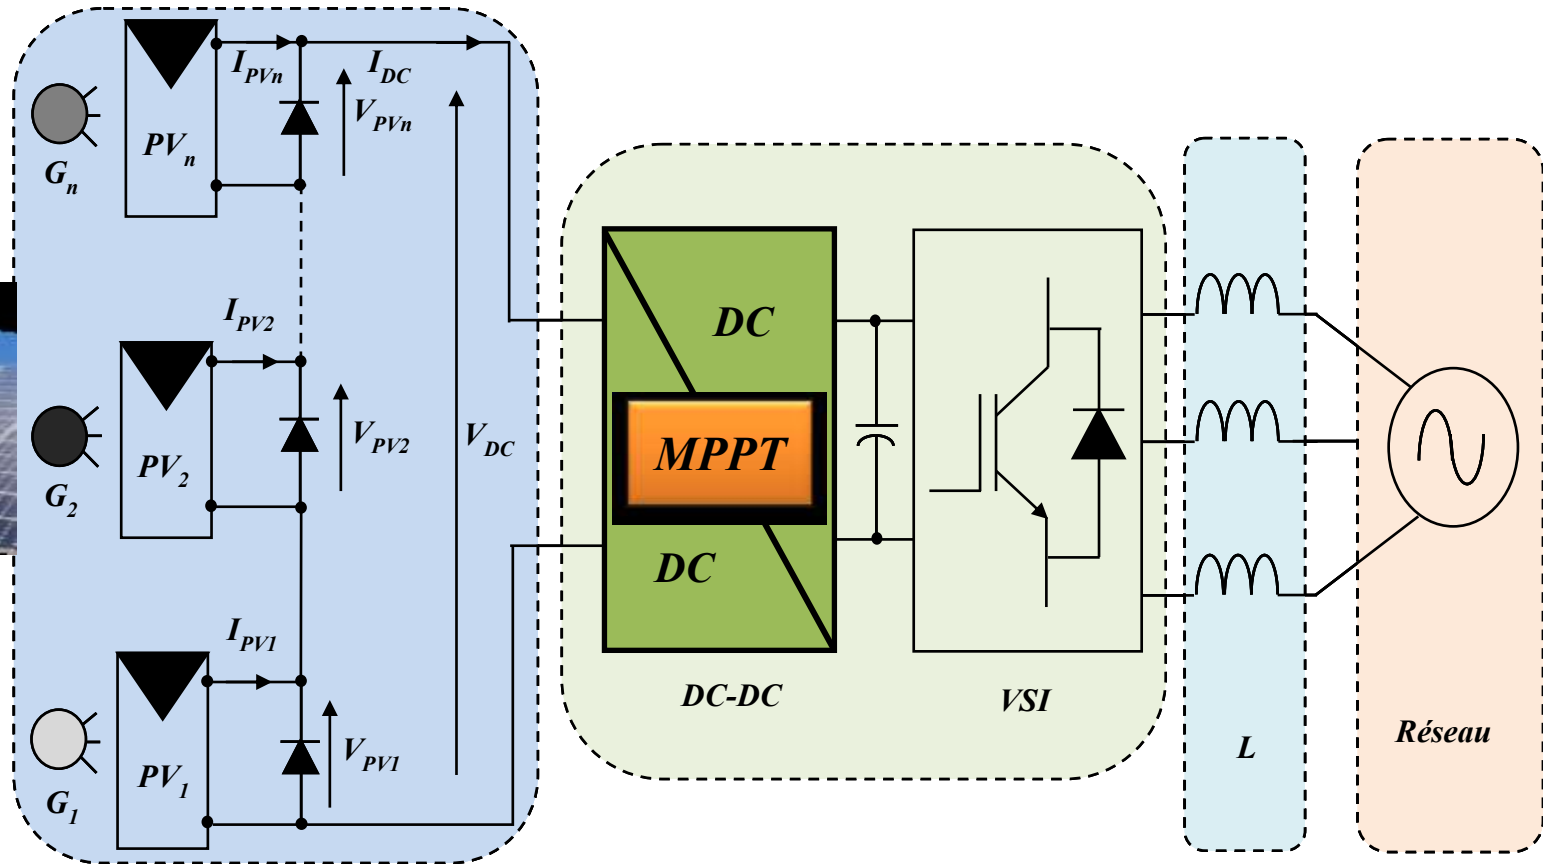 I_PVn
I_DC
V_PVn
PV_n
G_n
I_PV2
V_PV2
V_DC
PV_2
G_2
I_PV1
V_PV1
PV_1
G_1
DC
MPPT
DC
DC-DC
VSI
L
Réseau